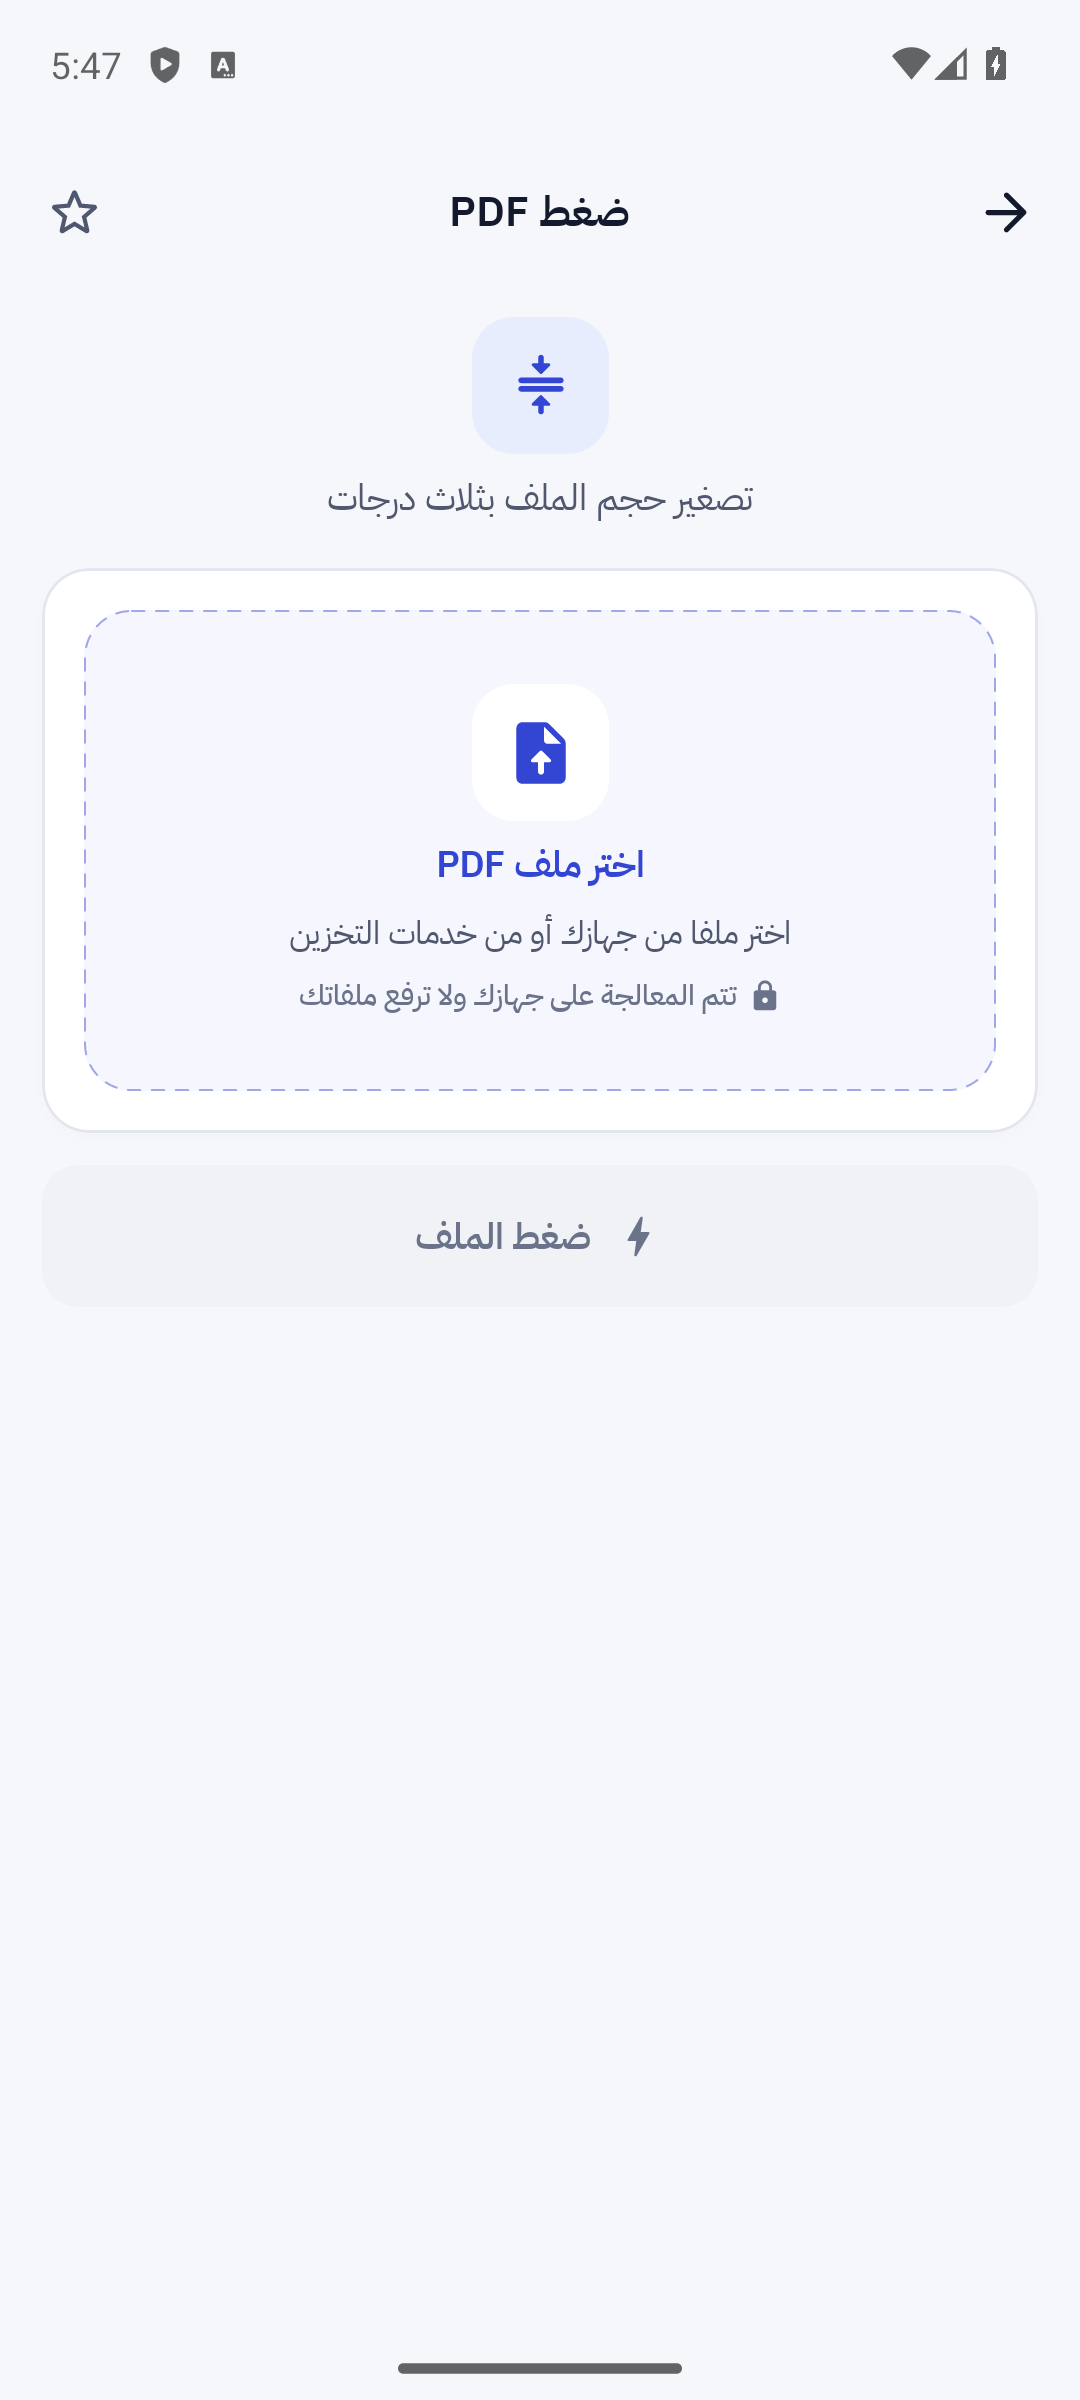 5:47
ضغط PDF
تصغير حجم الملف بثلاث درجات
اختر ملف PDF
اختر ملفا من جهازك أو من خدمات التخزين
تتم المعالجة على جهازك ولا ترفع ملفاتك
ضغط الملف